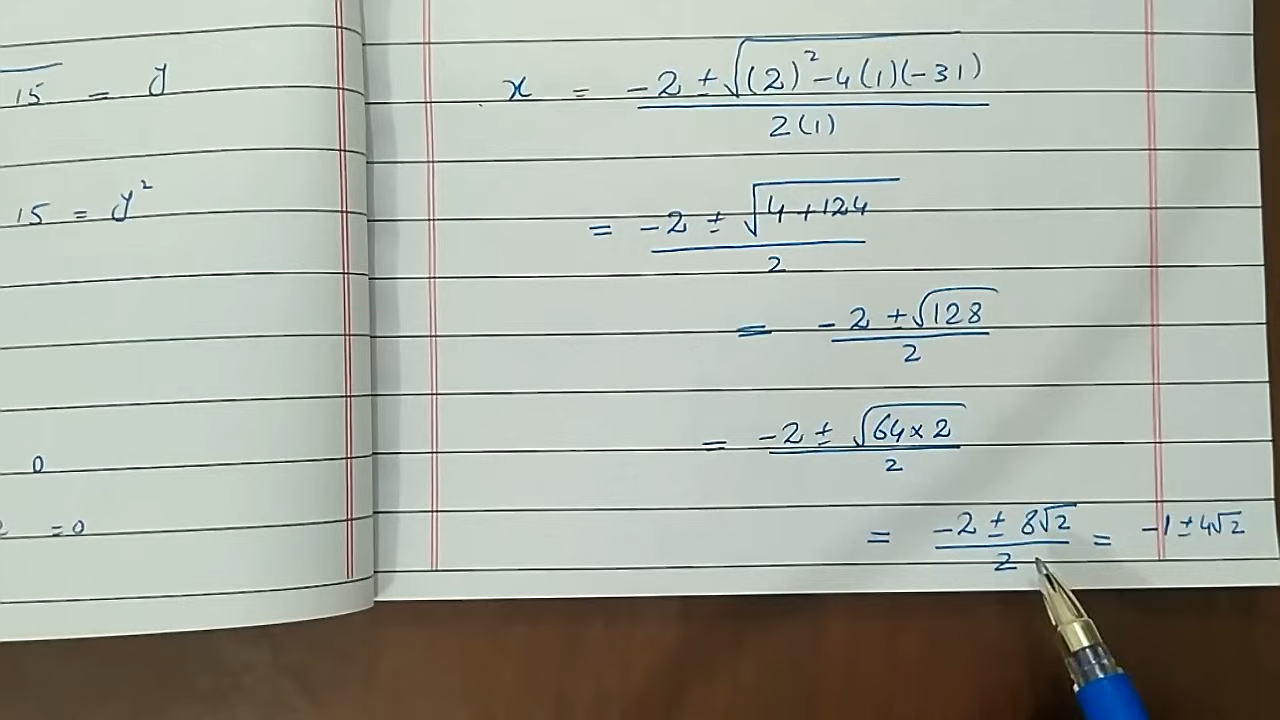 15 = y
15 = y²
0
= 0
x = -2 ± √(2)² - 4(1)(-31)
2(1)
= -2 ± √4 + 124
2
= -2 ± √128
2
= -2 ± √64 × 2
2
= -2 ± 8√2 = -1 ± 4√2
2